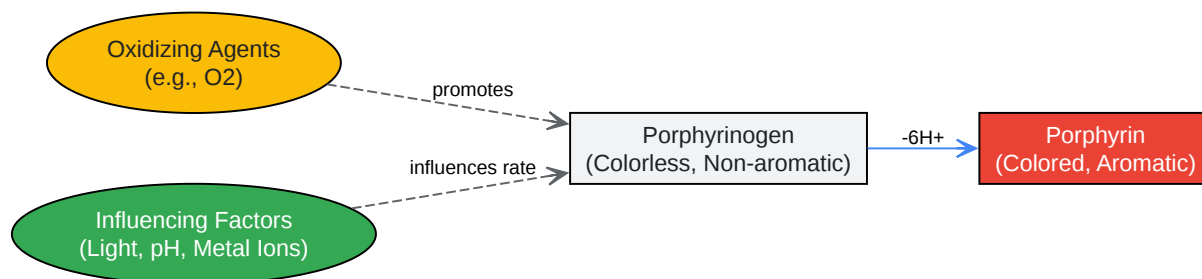 Oxidizing Agents
(e.g., O2)
promotes
Porphyrinogen
(Colorless, Non-aromatic)
-6H+
Porphyrin
(Colored, Aromatic)
influences rate
Influencing Factors
(Light, pH, Metal Ions)